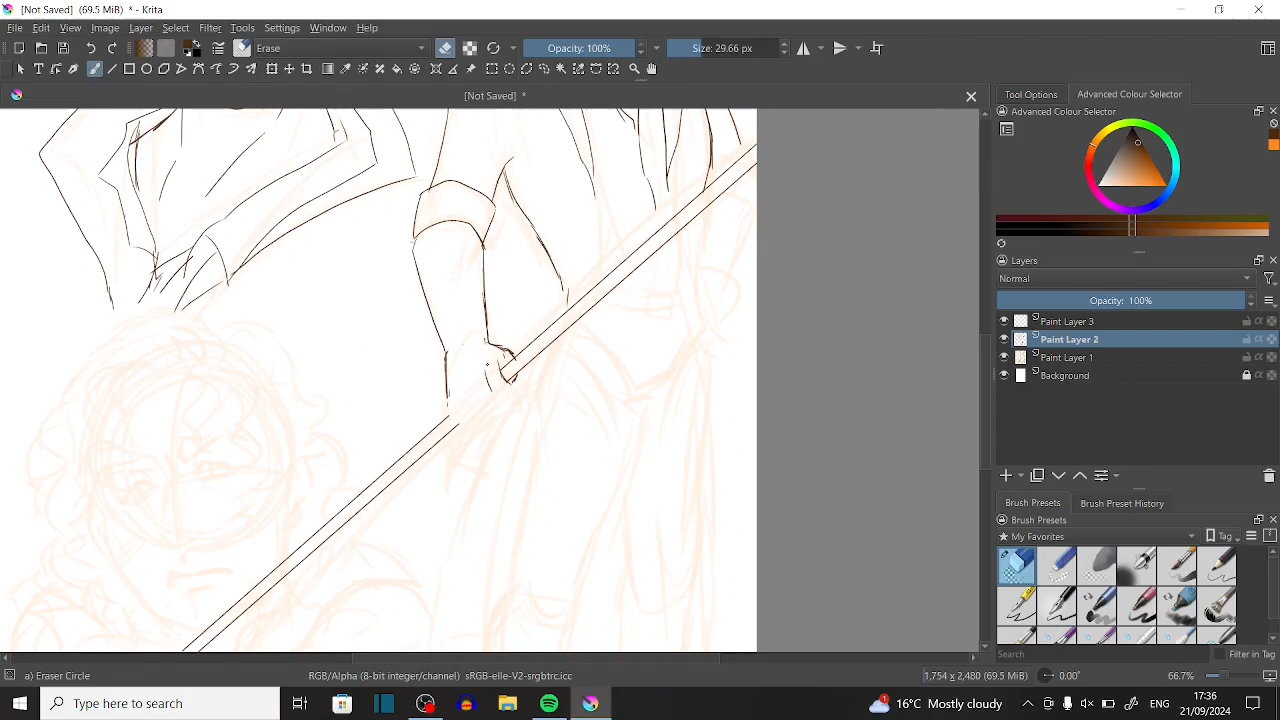 [Not Saved]  (69.5 MiB)  * - Krita
File Edit View Image Layer Select Filter Tools Settings Window Help
Erase Opacity: 100% Size: 29.66 px
[Not Saved]  *
Tool Options Advanced Colour Selector
Advanced Colour Selector
Layers
Normal
Opacity:  100%
Paint Layer 3
Paint Layer 2
Paint Layer 1
Background
Brush Presets Brush Preset History
Brush Presets
My Favorites Tag
Search Filter in Tag
a) Eraser Circle RGB/Alpha (8-bit integer/channel)  sRGB-elle-V2-srgbtrc.icc 1,754 x 2,480 (69.5 MiB) 0.00° 66.7%
Type here to search 16°C Mostly cloudy ENG 17:36
21/09/2024